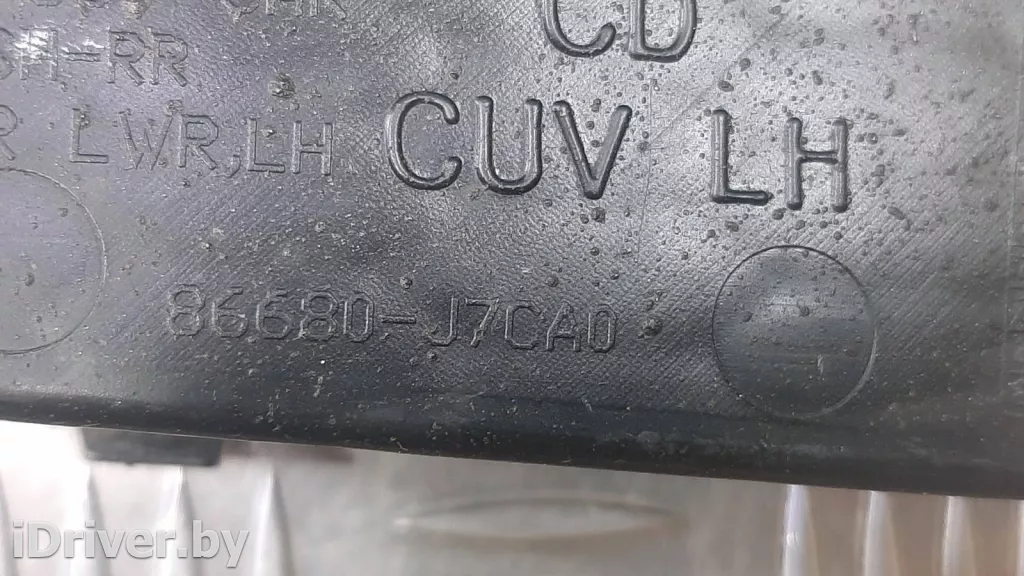 CD
SH-RR
LWR,LH
CUV LH
86680-J7CA0
iDriver.by